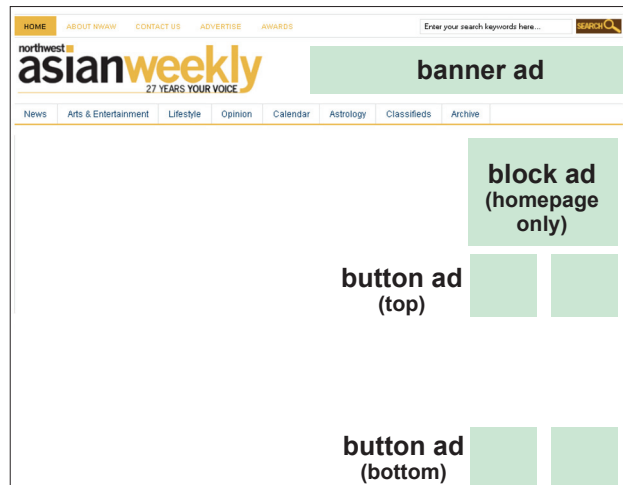 HOME ABOUT NWAW CONTACT US ADVERTISE AWARDS Enter your search keywords here... SEARCH
northwest
asianweekly
27 YEARS YOUR VOICE
banner ad
News Arts & Entertainment Lifestyle Opinion Calendar Astrology Classifieds Archive
block ad
(homepage
only)
button ad
(top)
button ad
(bottom)